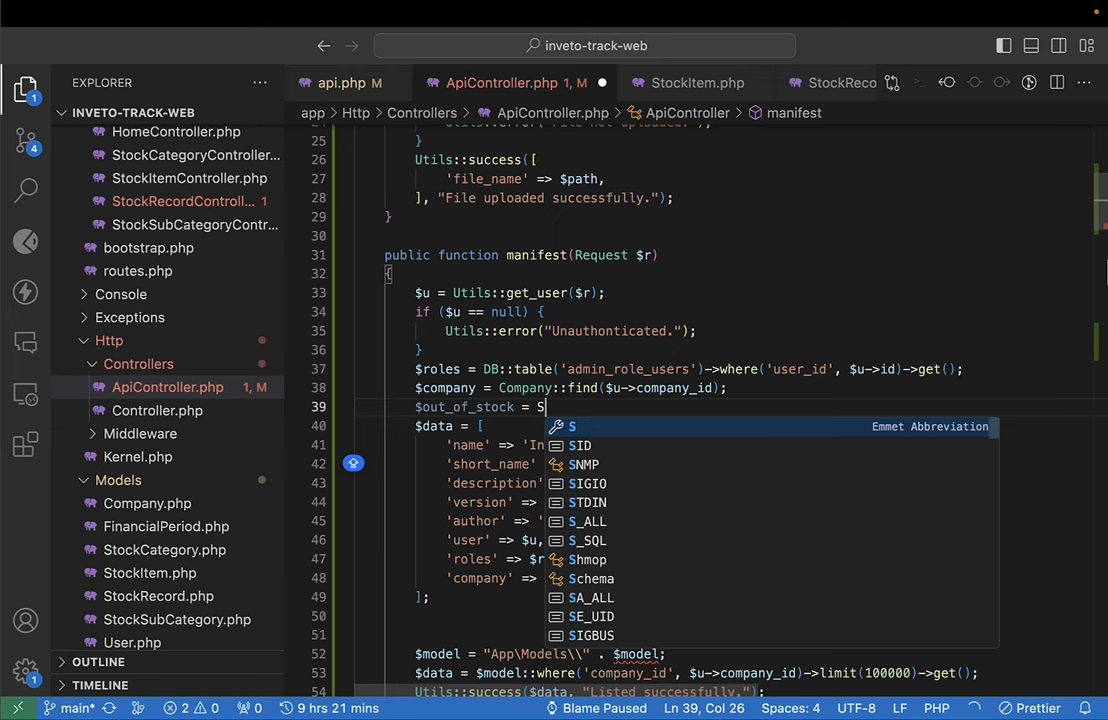 inveto-track-web
EXPLORER
api.php M
ApiController.php 1, M
StockItem.php
StockReco
INVETO-TRACK-WEB
app > Http > Controllers > ApiController.php > ApiController > manifest
HomeController.php
StockCategoryController...
StockItemController.php
StockRecordControll... 1
StockSubCategoryContr...
bootstrap.php
routes.php
Console
Exceptions
Http
Controllers
ApiController.php 1, M
Controller.php
Middleware
Kernel.php
Models
Company.php
FinancialPeriod.php
StockCategory.php
StockItem.php
StockRecord.php
StockSubCategory.php
User.php
OUTLINE
TIMELINE
1
4
1
25 }
26 Utils::success([
27 'file_name' => $path,
28 ], "File uploaded successfully.");
29 }
30
31 public function manifest(Request $r)
32 {
33 $u = Utils::get_user($r);
34 if ($u == null) {
35 Utils::error("Unauthonticated.");
36 }
37 $roles = DB::table('admin_role_users')->where('user_id', $u->id)->get();
38 $company = Company::find($u->company_id);
39 $out_of_stock = S
40 $data = [
41 'name' => 'In
42 'short_name'
43 'description'
44 'version' =>
45 'author' => '
46 'user' => $u,
47 'roles' => $r
48 'company' =>
49 ];
50
51
52 $model = "App\Models\\" . $model;
53 $data = $model::where('company_id', $u->company_id)->limit(100000)->get();
54 Utils::success($data, "Listed successfully.");
S Emmet Abbreviation
SID
SNMP
SIGIO
STDIN
S_ALL
S_SQL
Shmop
Schema
SA_ALL
SE_UID
SIGBUS
main* 2 0 0 9 hrs 21 mins Blame Paused Ln 39, Col 26 Spaces: 4 UTF-8 LF PHP Prettier